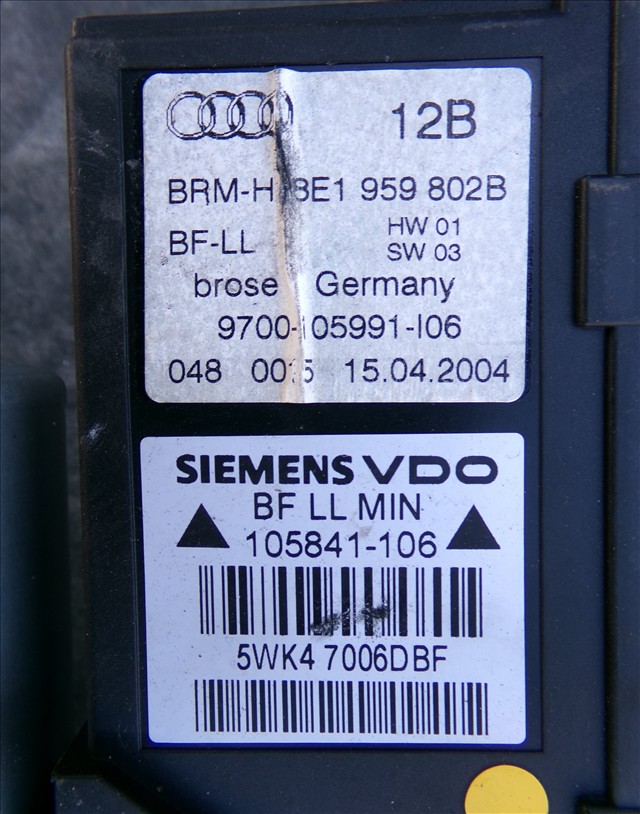 12B
BRM-H 8E1 959 802B
BF-LL HW 01
SW 03
brose Germany
9700-105991-I06
048 0015 15.04.2004
SIEMENS VDO
BF LL MIN
105841-106
5WK4 7006DBF